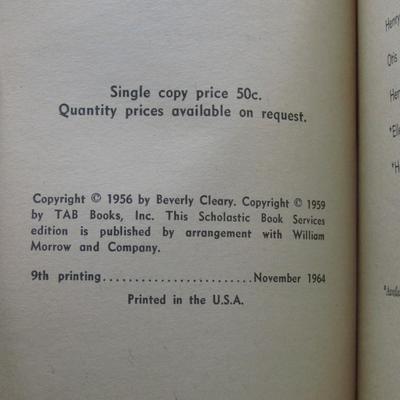 Single copy price 50c.
Quantity prices available on request.
Copyright © 1956 by Beverly Cleary. Copyright © 1959
by TAB Books, Inc. This Scholastic Book Services
edition is published by arrangement with William
Morrow and Company.
9th printing.......................November 1964
Printed in the U.S.A.
Henry
Otis